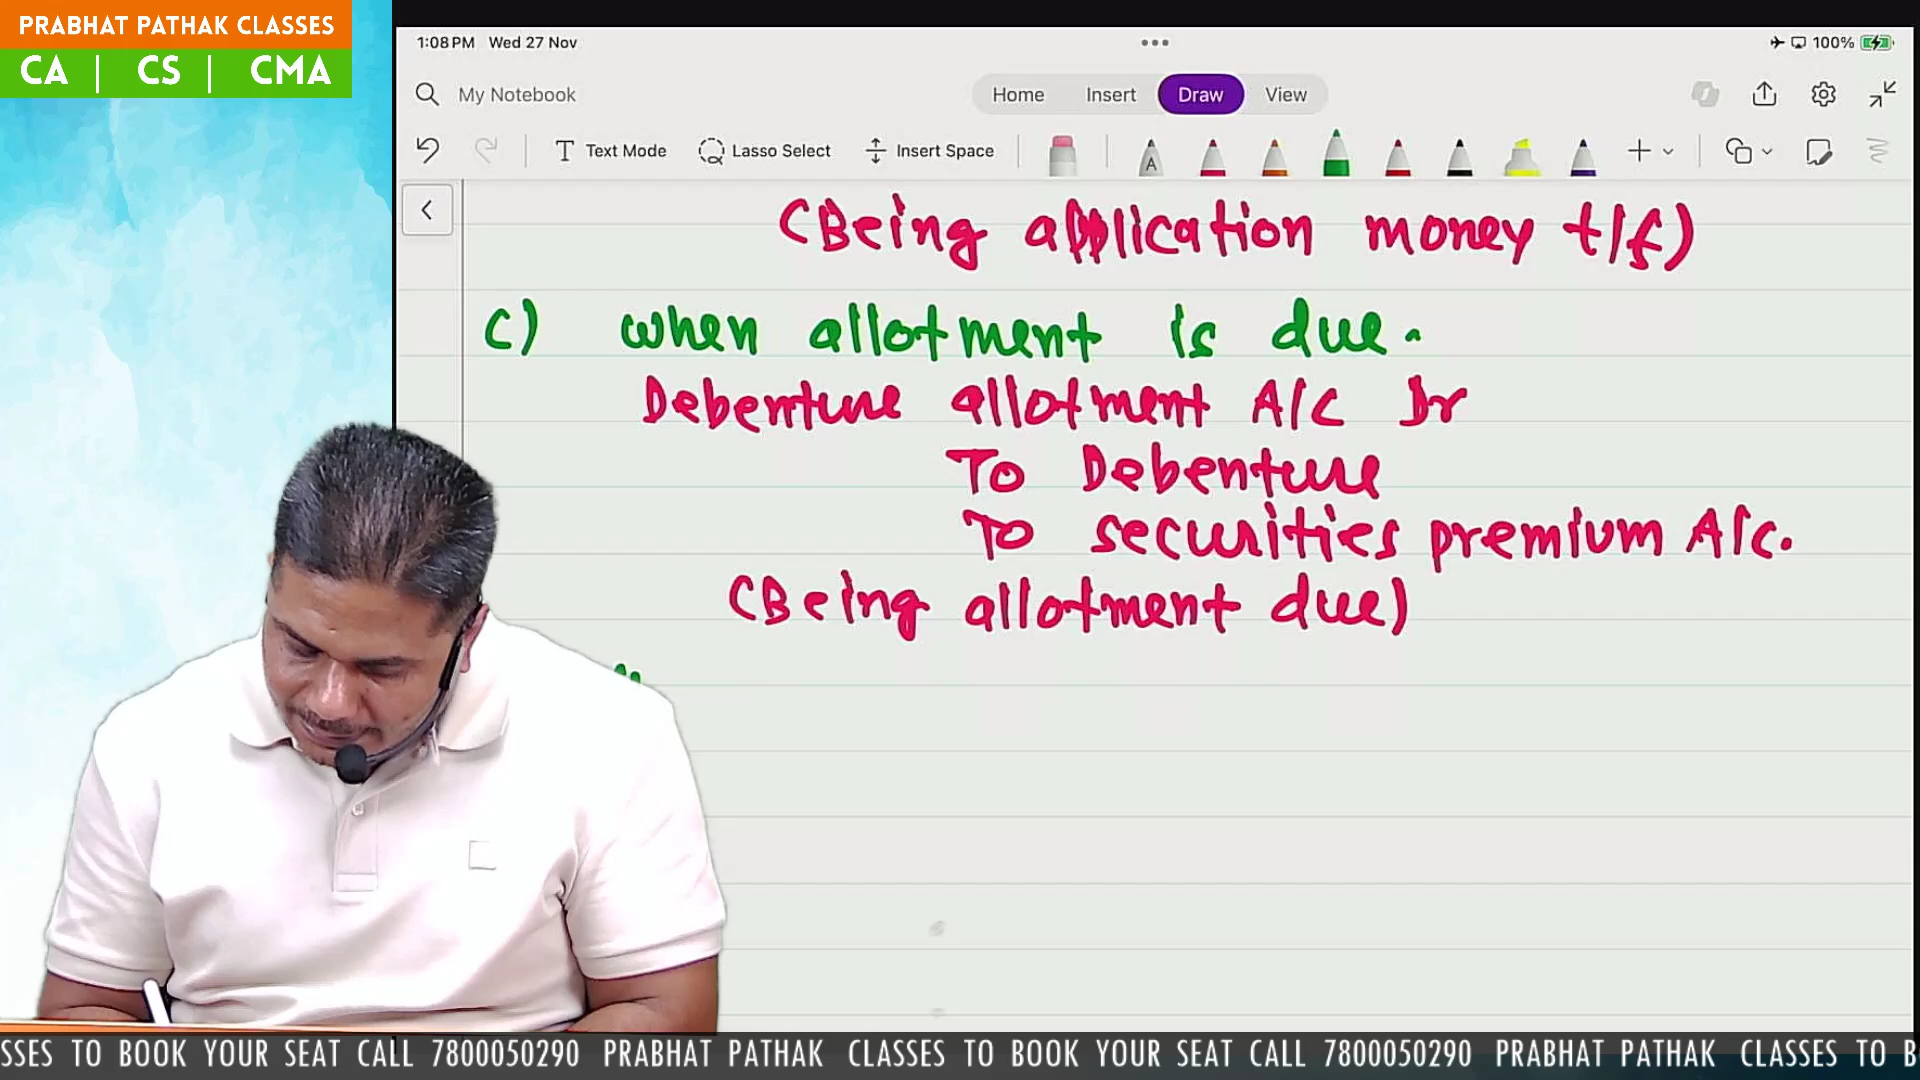 PRABHAT PATHAK CLASSES
CA | CS | CMA
1:08 PM Wed 27 Nov
100%
My Notebook
Home Insert Draw View
Text Mode Lasso Select Insert Space
A
(Being application money t/f)
c) when allotment is due.
Debenture allotment A/c Dr
To Debenture
To securities premium A/c.
(Being allotment due)
SSES TO BOOK YOUR SEAT CALL 7800050290 PRABHAT PATHAK CLASSES TO BOOK YOUR SEAT CALL 7800050290 PRABHAT PATHAK CLASSES TO B